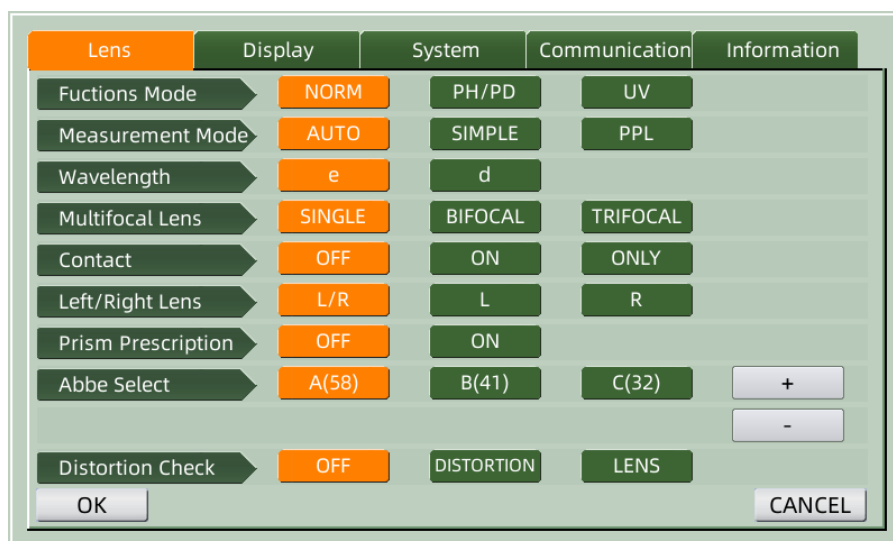 Lens Display System Communication Information
Fuctions Mode NORM PH/PD UV
Measurement Mode AUTO SIMPLE PPL
Wavelength e d
Multifocal Lens SINGLE BIFOCAL TRIFOCAL
Contact OFF ON ONLY
Left/Right Lens L/R L R
Prism Prescription OFF ON
Abbe Select A(58) B(41) C(32) +
-
Distortion Check OFF DISTORTION LENS
OK CANCEL